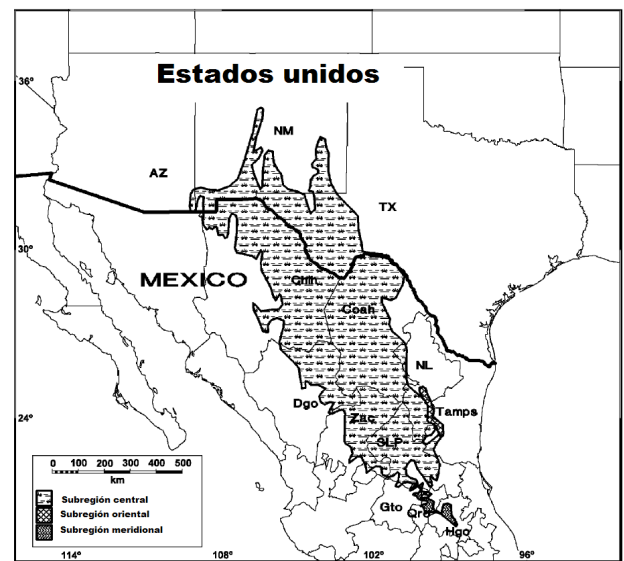 Estados unidos
36°
NM
AZ
TX
30°
MEXICO
Chih.
Coah
NL
Dgo
Tamps
24°
Zac
SLP
0 100 200 300 400 500
km
Subregión central
Subregión oriental
Subregión meridional
Gto
Qro
Hgo
114° 108° 102° 96°